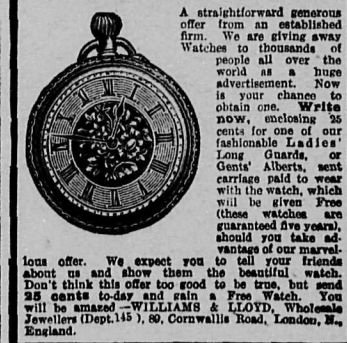 A straightforward generous
offer from an established
firm. We are giving away
Watches to thousands of
people all over the
world as a huge
advertisement. Now
is your chance to
obtain one. Write
now, enclosing 25
cents for one of our
fashionable Ladies'
Long Guards, or
Gents' Alberts, sent
carriage paid to wear
with the watch, which
will be given Free
(these watches are
guaranteed five years),
should you take ad-
vantage of our marvel-
lous offer. We expect you to tell your friends
about us and show them the beautiful watch.
Don't think this offer too good to be true, but send
25 cents to-day and gain a Free Watch. You
will be amazed—WILLIAMS & LLOYD, Wholesale
Jewellers (Dept.145 ), 89, Cornwallis Road, London, N.,
England.